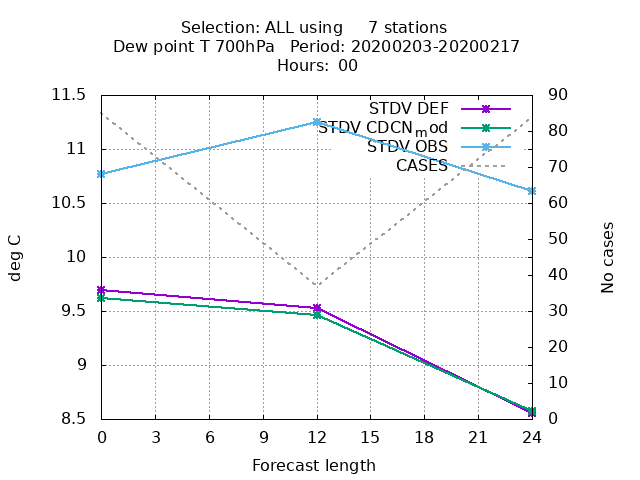 Selection: ALL using     7 stations
Dew point T 700hPa   Period: 20200203-20200217
Hours:  00
11.5
11
10.5
10
9.5
9
8.5
90
80
70
60
50
40
30
20
10
0
0 3 6 9 12 15 18 21 24
deg C
No cases
Forecast length
STDV DEF
STDV CDCNmod
STDV OBS
CASES